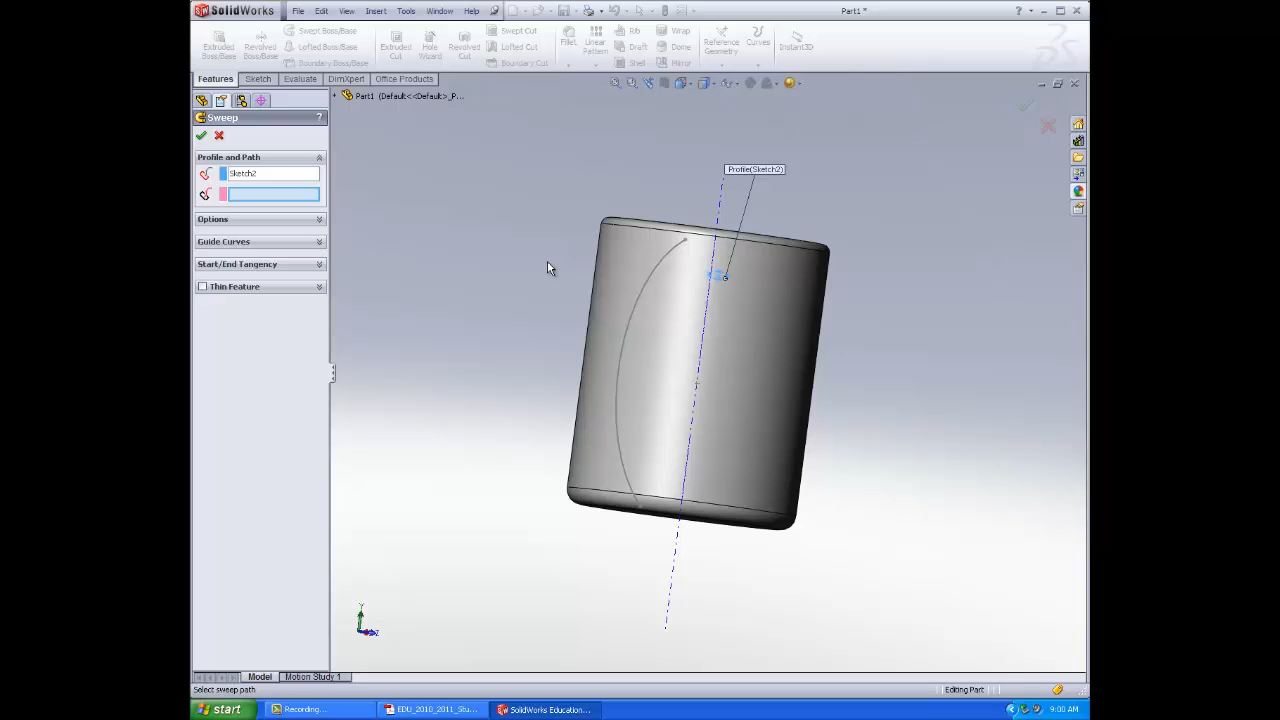 SolidWorks File Edit View Insert Tools Window Help Part1 * ?
Extruded Boss/Base
Revolved Boss/Base
Swept Boss/Base
Lofted Boss/Base
Boundary Boss/Base
Extruded Cut
Hole Wizard
Revolved Cut
Swept Cut
Lofted Cut
Boundary Cut
Fillet
Linear Pattern
Rib
Draft
Shell
Wrap
Dome
Mirror
Reference Geometry
Curves
Instant3D
Features Sketch Evaluate DimXpert Office Products
Part1 (Default<<Default>_P...
Sweep ?
Profile and Path
Sketch2
Options
Guide Curves
Start/End Tangency
Thin Feature
Profile(Sketch2)
Y
Z
Model Motion Study 1
Select sweep path Editing Part
start Recording... EDU_2010_2011_Stu... SolidWorks Education... 9:00 AM